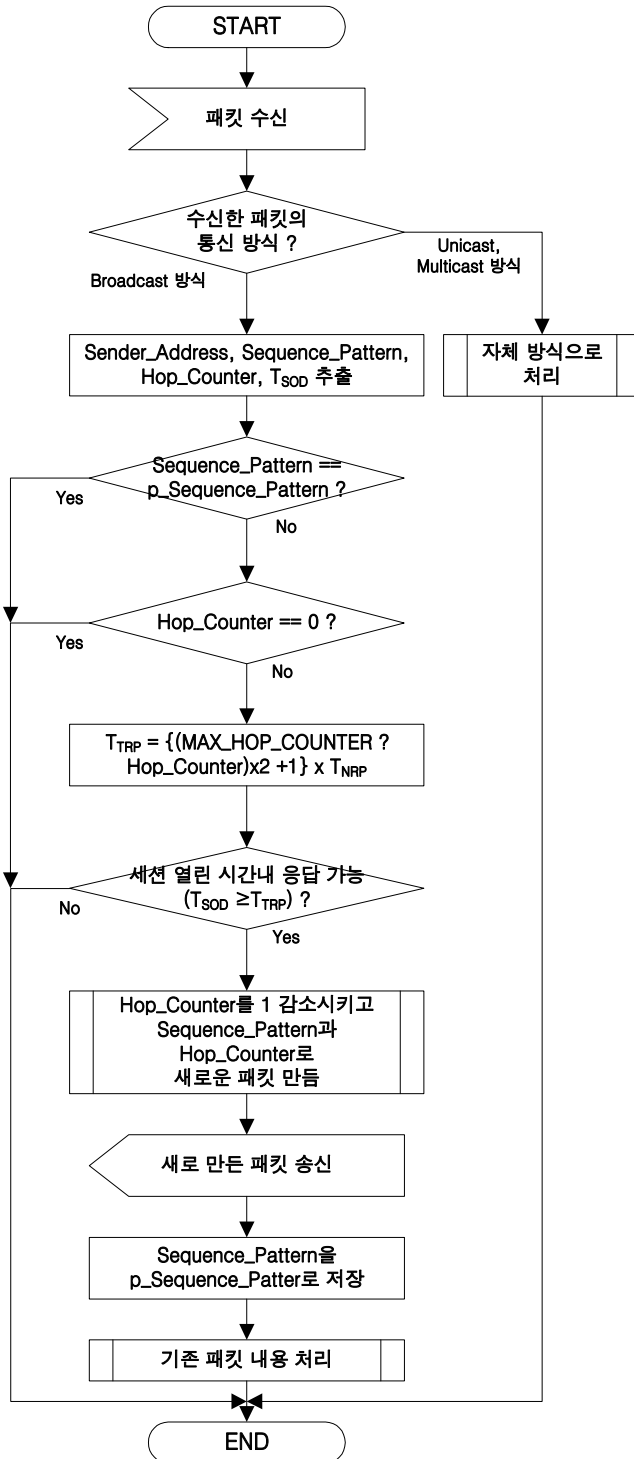 START
패킷 수신
수신한 패킷의
통신 방식 ?
Unicast,
Multicast 방식
Broadcast 방식
Sender_Address, Sequence_Pattern,
Hop_Counter, TSOD 추출
자체 방식으로
처리
Sequence_Pattern ==
p_Sequence_Pattern ?
Yes
No
Hop_Counter == 0 ?
Yes
No
TTRP = {(MAX_HOP_COUNTER ?
Hop_Counter)x2 +1} x TNRP
세션 열린 시간내 응답 가능
(TSOD ≥TTRP) ?
No
Yes
Hop_Counter를 1 감소시키고
Sequence_Pattern과
Hop_Counter로
새로운 패킷 만듬
새로 만든 패킷 송신
Sequence_Pattern을
p_Sequence_Patter로 저장
기존 패킷 내용 처리
END